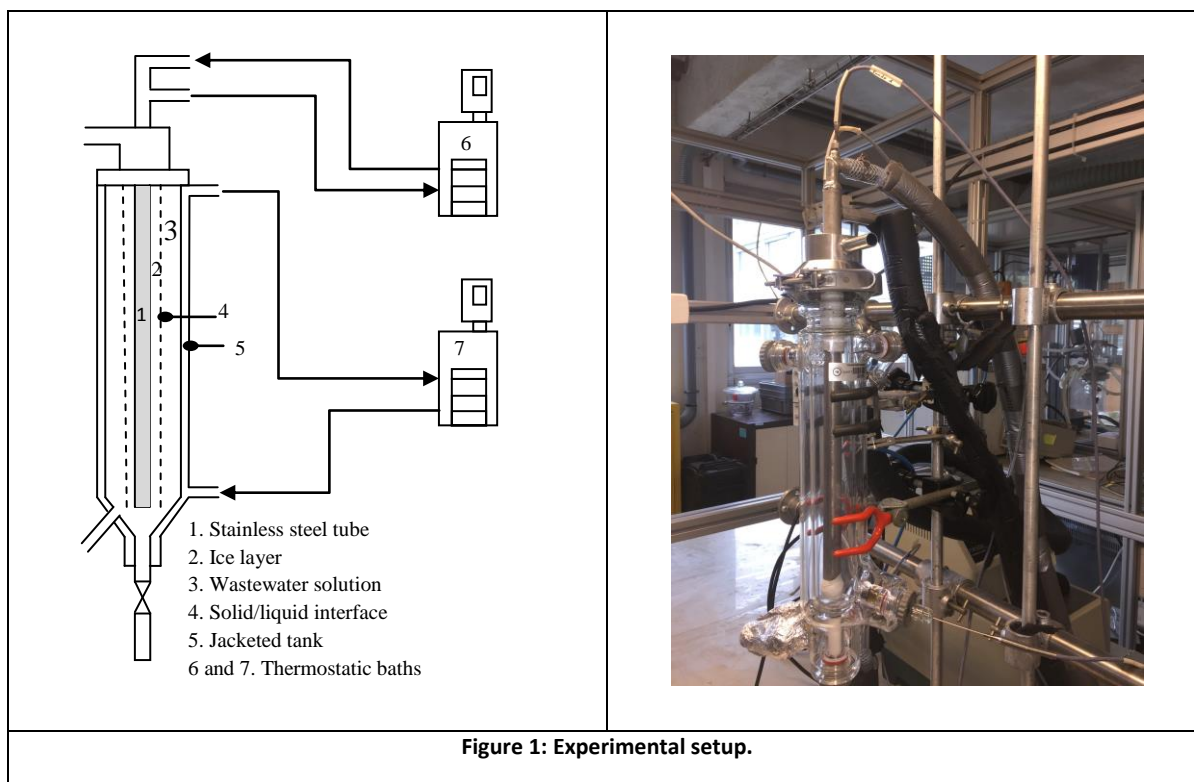 6
3
2
1
4
5
7
1. Stainless steel tube
2. Ice layer
3. Wastewater solution
4. Solid/liquid interface
5. Jacketed tank
6 and 7. Thermostatic baths
Figure 1: Experimental setup.